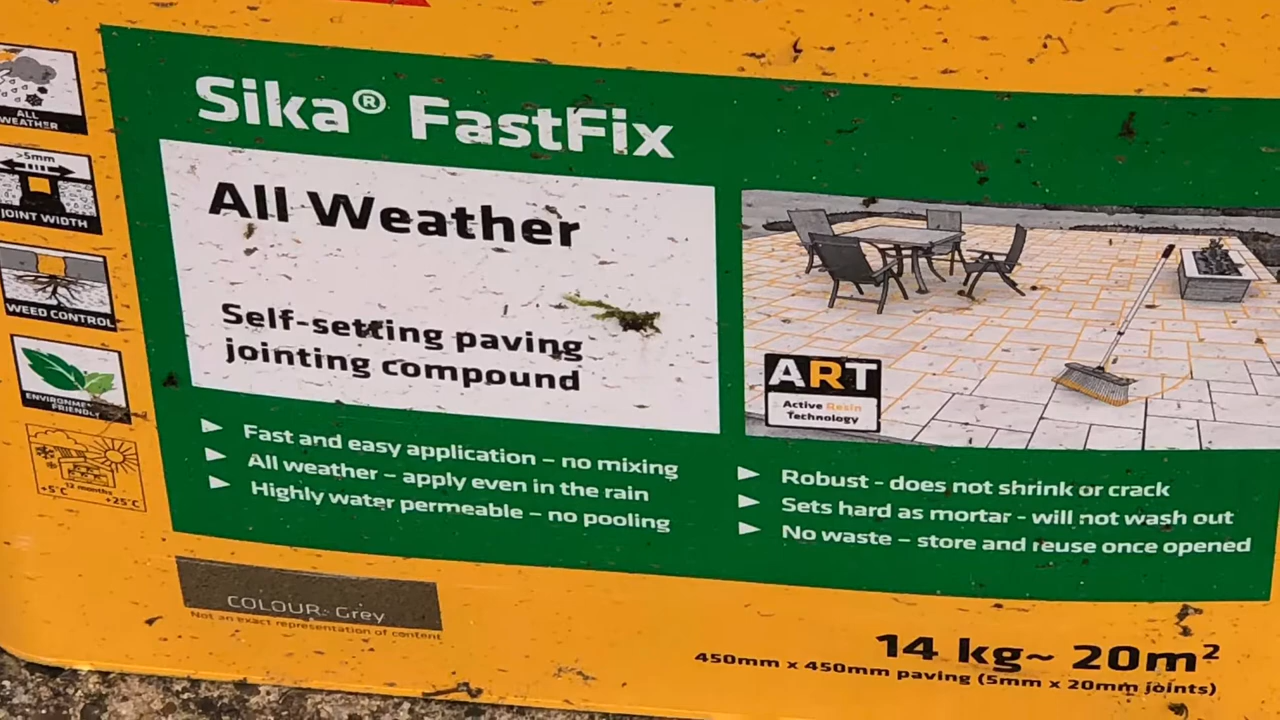 Sika® FastFix
All Weather
Self-setting paving
jointing compound
Fast and easy application – no mixing
All weather – apply even in the rain
Highly water permeable – no pooling
ART
Active Resin
Technology
Robust - does not shrink or crack
Sets hard as mortar - will not wash out
No waste – store and reuse once opened
ALL
WEATHER
>5mm
JOINT WIDTH
WEED CONTROL
FRIENDLY
12 months
+5°C
+25°C
COLOUR: Grey
Not an exact representation of content
14 kg~ 20m²
450mm x 450mm paving (5mm x 20mm joints)